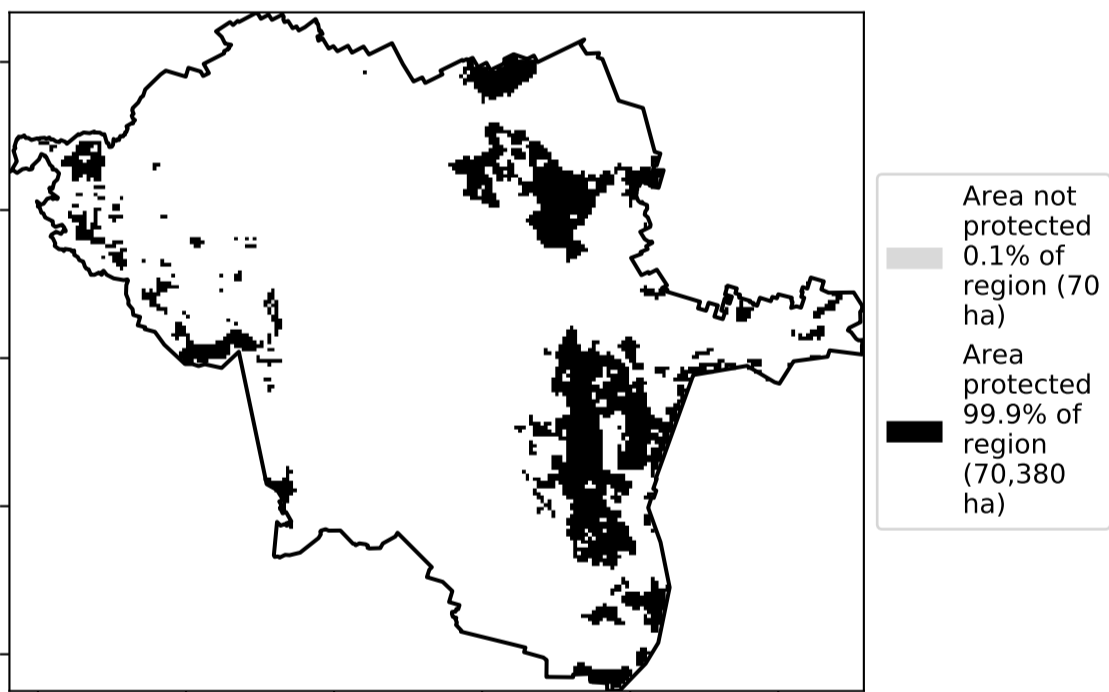 Area not
protected
0.1% of
region (70
ha)
Area
protected
99.9% of
region
(70,380
ha)